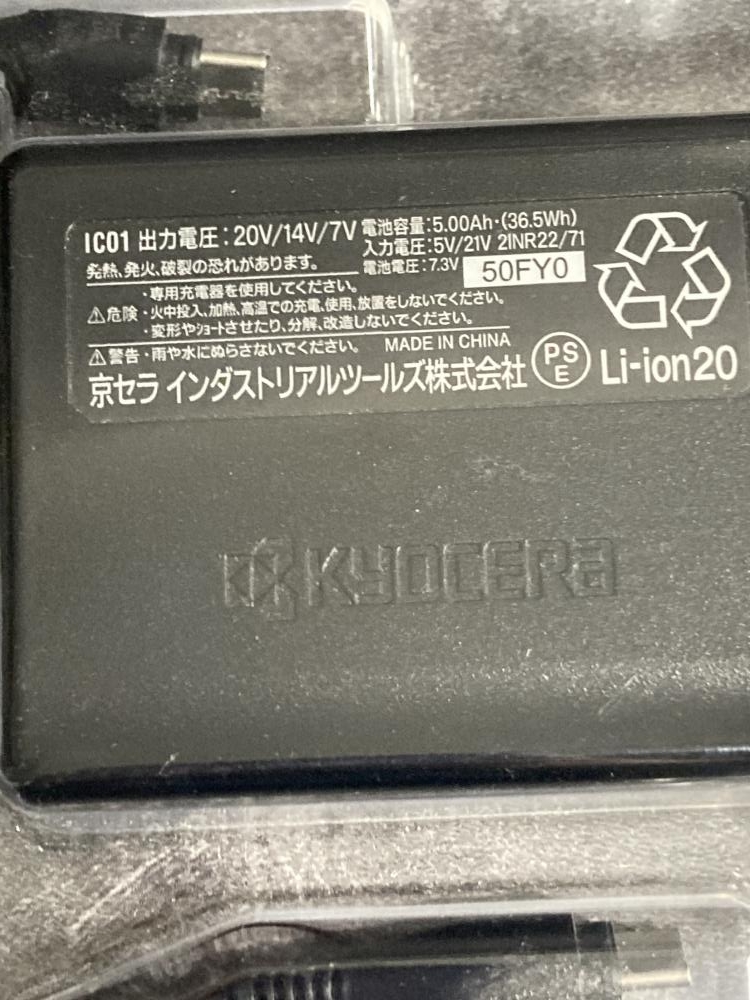 IC01 出力電圧：20V/14V/7V
電池容量：5.00Ah・(36.5Wh)
入力電圧：5V/21V 2INR22/71
電池電圧：7.3V 50FY0
発熱、発火、破裂の恐れがあります。
⚠危険・専用充電器を使用してください。
・火中投入、加熱、高温での充電、使用、放置をしないでください。
・変形やショートさせたり、分解、改造しないでください。
⚠警告・雨や水にぬらさないでください。 MADE IN CHINA
京セラ インダストリアルツールズ株式会社
PS
E
Li-ion20
KYOCERA